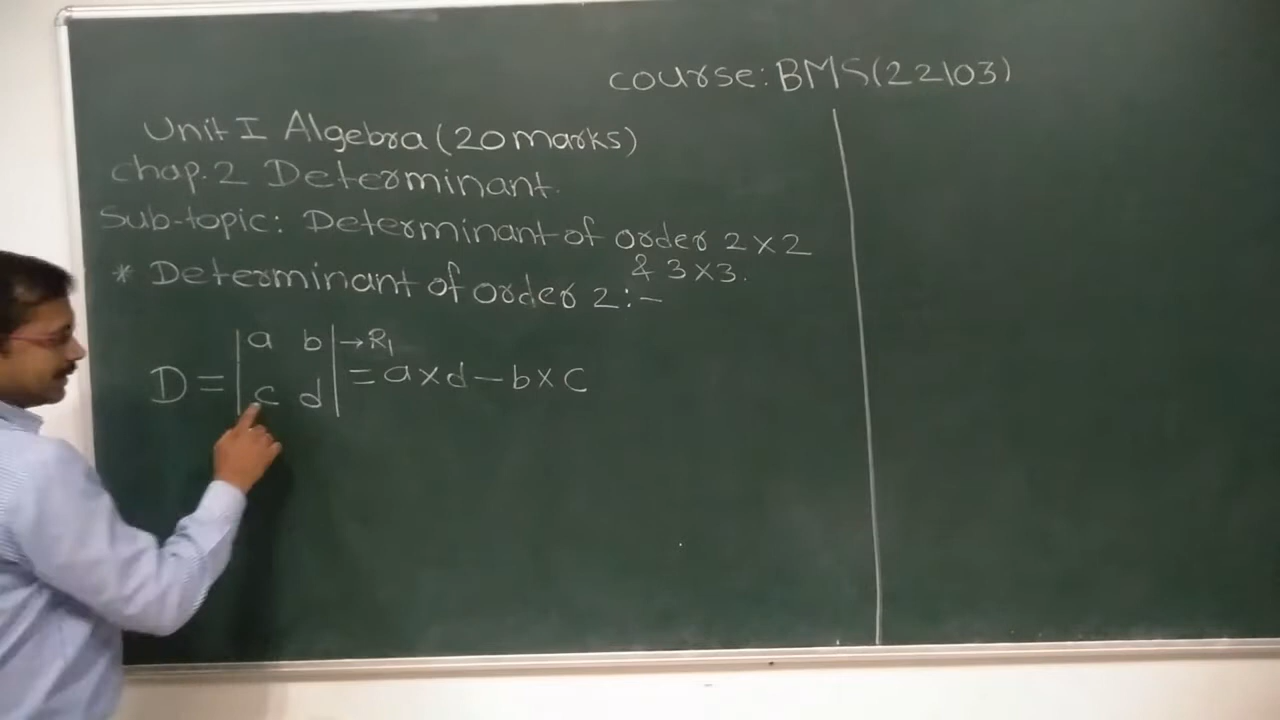 course: BMS(22103)
Unit I Algebra (20 marks)
chap. 2 Determinant.
Sub-topic: Determinant of order 2×2
& 3×3.
* Determinant of order 2:-
a b →R₁
D = = a×d-b×c
c d